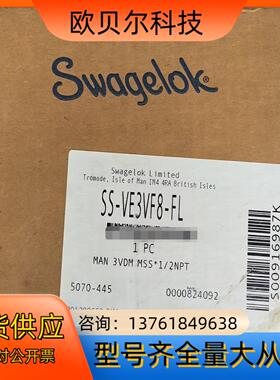 欧贝尔科技
Swagelok®
Swagelok Limited
Tromode, Isle of Man IM4 4RA British Isles
SS-VE3VF8-FL
1 PC
MAN 3VDM MSS*1/2NPT
5070-445
0000824092
S00916987K
咨询：13761849638
型号齐全量大从